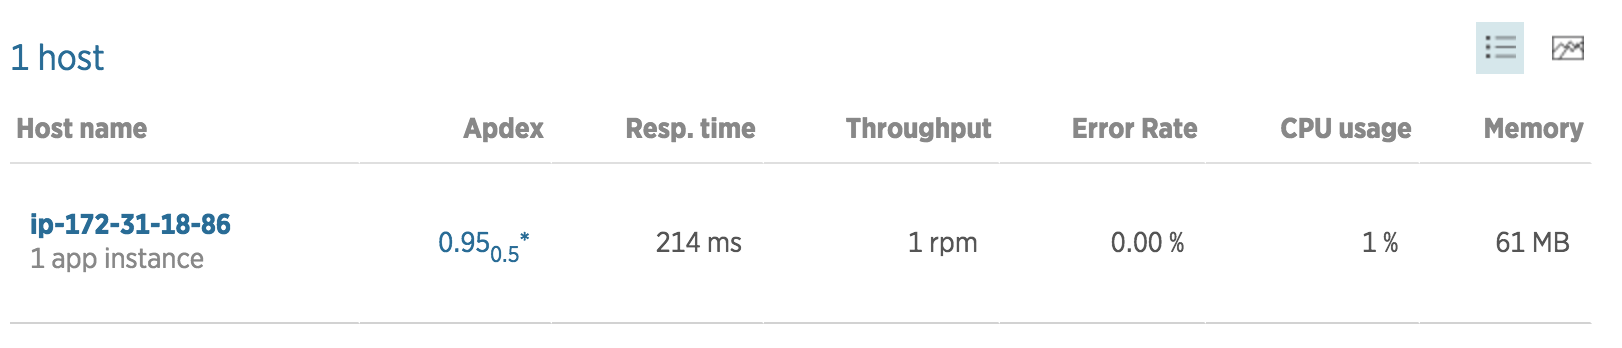 1 host
Host name Apdex Resp. time Throughput Error Rate CPU usage Memory
ip-172-31-18-86
1 app instance
0.95 0.5* 214 ms 1 rpm 0.00 % 1 % 61 MB